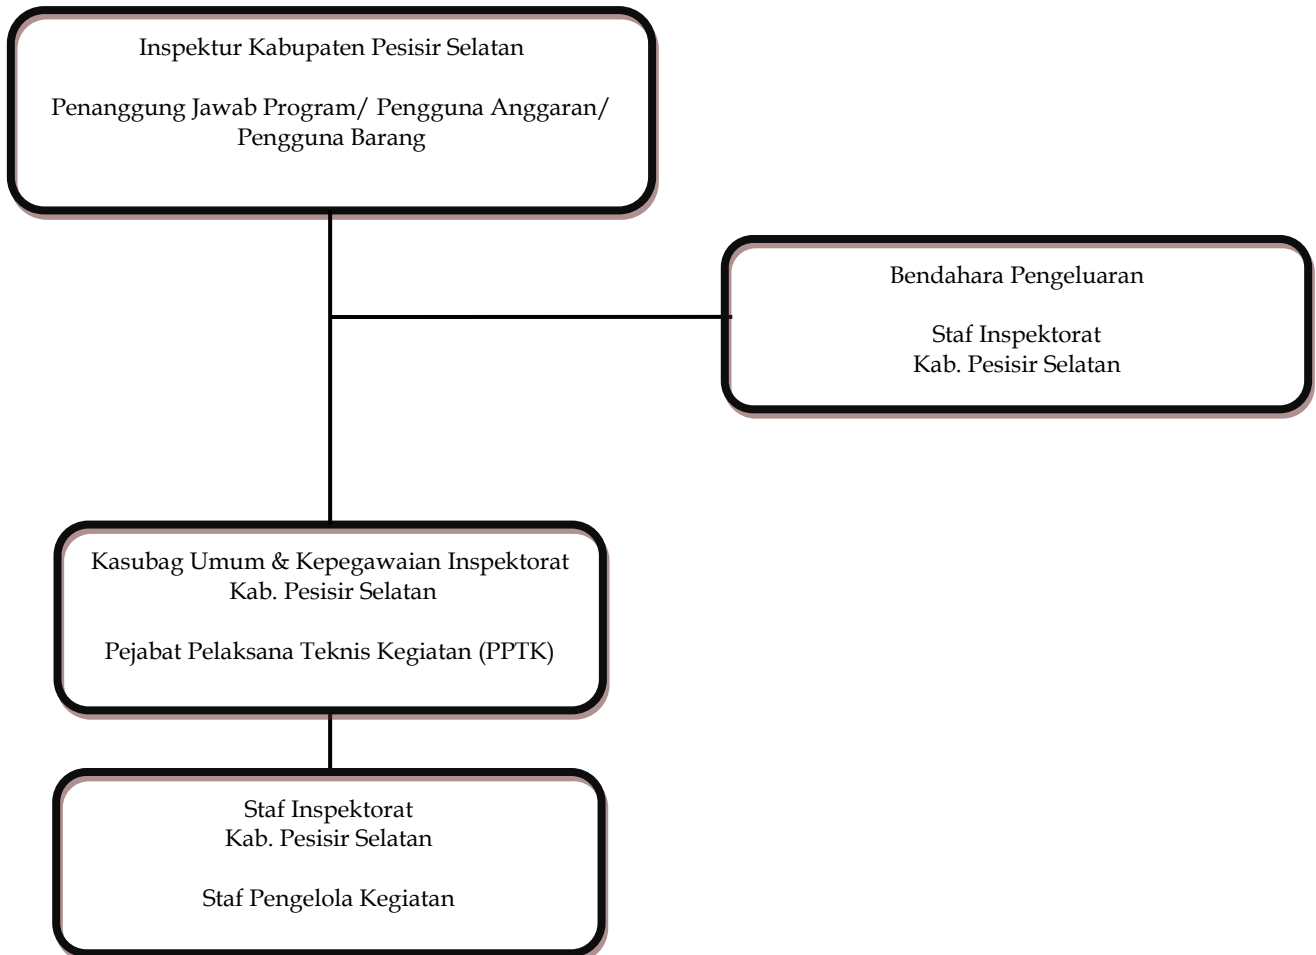 Inspektur Kabupaten Pesisir Selatan
Penanggung Jawab Program/ Pengguna Anggaran/
Pengguna Barang
Bendahara Pengeluaran
Staf Inspektorat
Kab. Pesisir Selatan
Kasubag Umum & Kepegawaian Inspektorat
Kab. Pesisir Selatan
Pejabat Pelaksana Teknis Kegiatan (PPTK)
Staf Inspektorat
Kab. Pesisir Selatan
Staf Pengelola Kegiatan